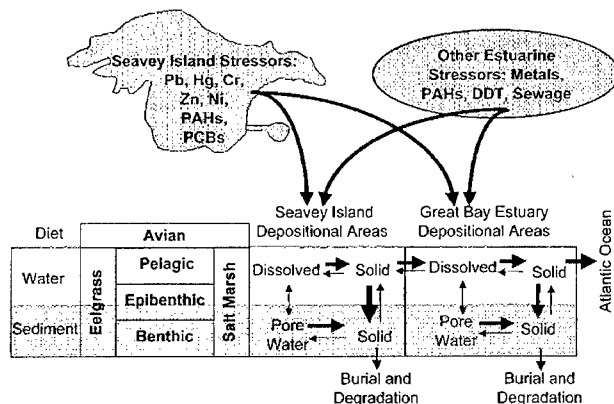 Seavey Island Stressors:
Pb, Hg, Cr,
Zn, Ni,
PAHs,
PCBs
Other Estuarine
Stressors: Metals,
PAHs, DDT, Sewage
Seavey Island
Depositional Areas
Great Bay Estuary
Depositional Areas
Atlantic Ocean
Diet
Avian
Water
Sediment
Eelgrass
Pelagic
Epibenthic
Benthic
Salt Marsh
Dissolved
Solid
Dissolved
Solid
Pore
Water
Solid
Pore
Water
Solid
Burial and
Degradation
Burial and
Degradation